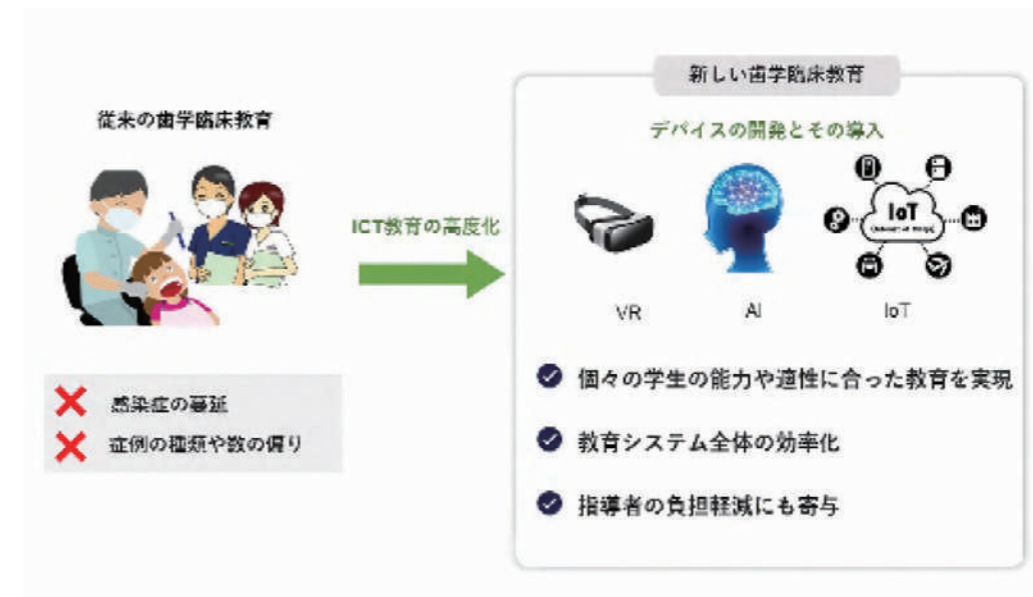 従来の歯学臨床教育
感染症の蔓延
症例の種類や数の偏り
ICT教育の高度化
新しい歯学臨床教育
デバイスの開発とその導入
IoT
VR
AI
IoT
個々の学生の能力や適性に合った教育を実現
教育システム全体の効率化
指導者の負担軽減にも寄与